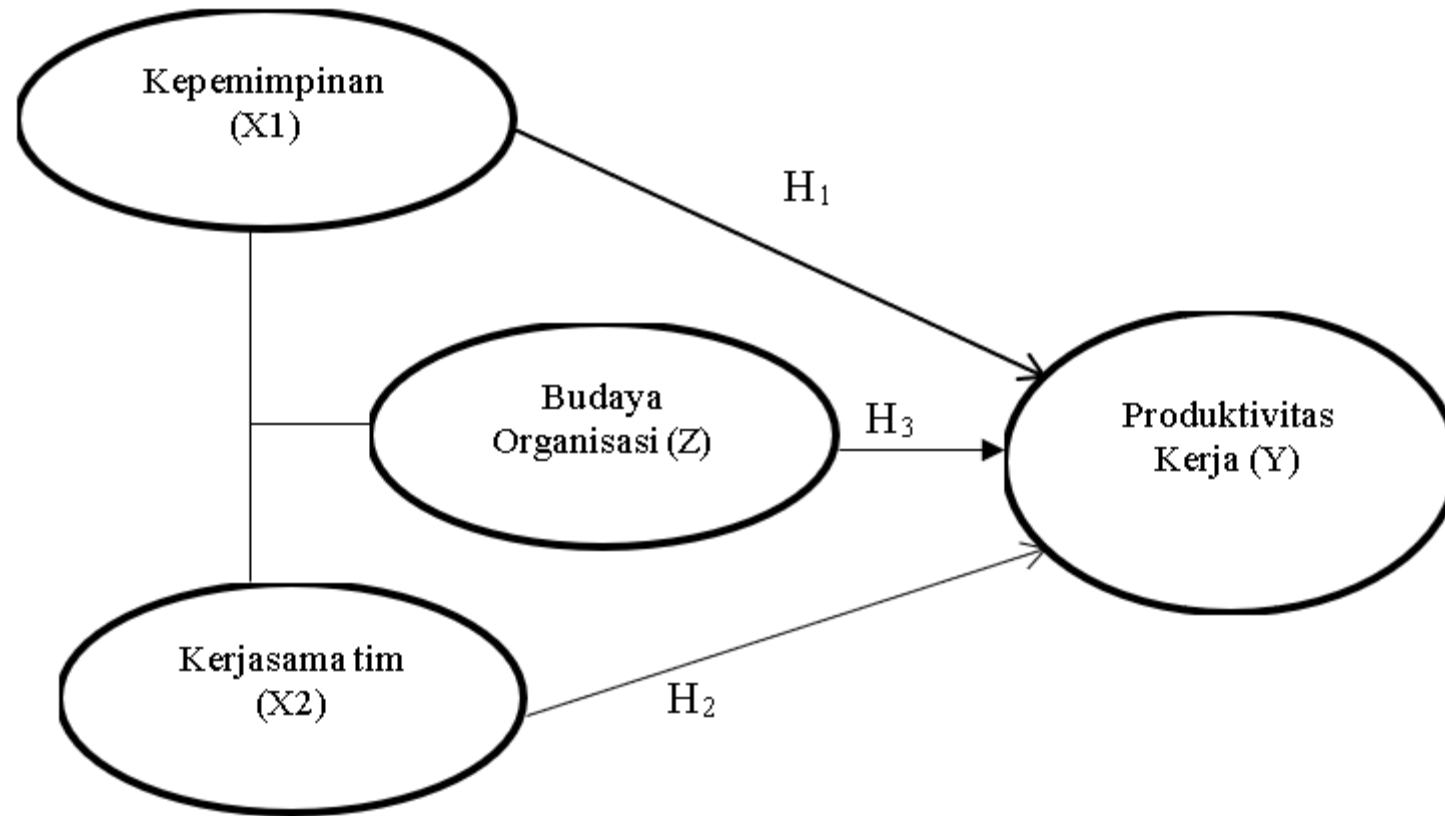 Kepemimpinan
(X1)
H₁
Budaya
Organisasi (Z)
H₃
Produktivitas
Kerja (Y)
Kerjasama tim
(X2)
H₂